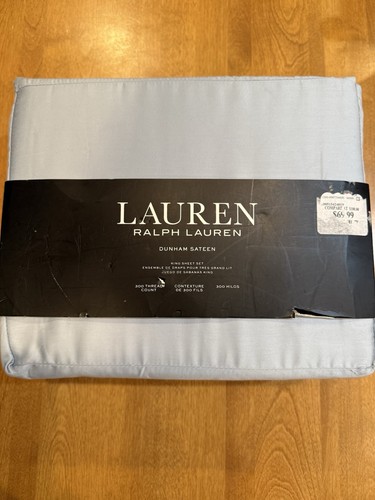 LAUREN
RALPH LAUREN
DUNHAM SATEEN
KING SHEET SET
ENSEMBLE DE DRAPS POUR TRÈS GRAND LIT
JUEGO DE SÁBANAS KING
300 THREAD
COUNT
CONTEXTURE
DE 300 FILS
300 HILOS
$65.99